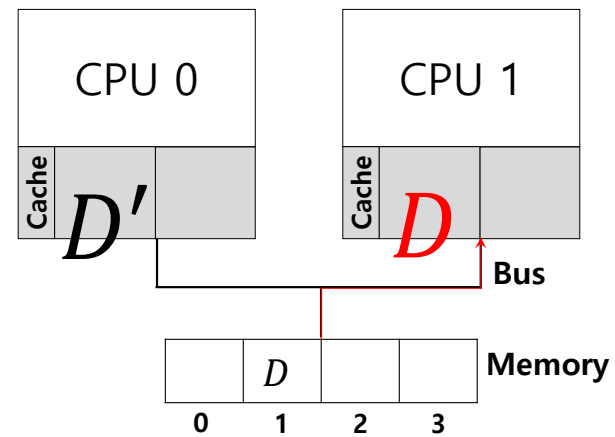 CPU 0
CPU 1
Cache
D′
Cache
D
Bus
D
Memory
0 1 2 3